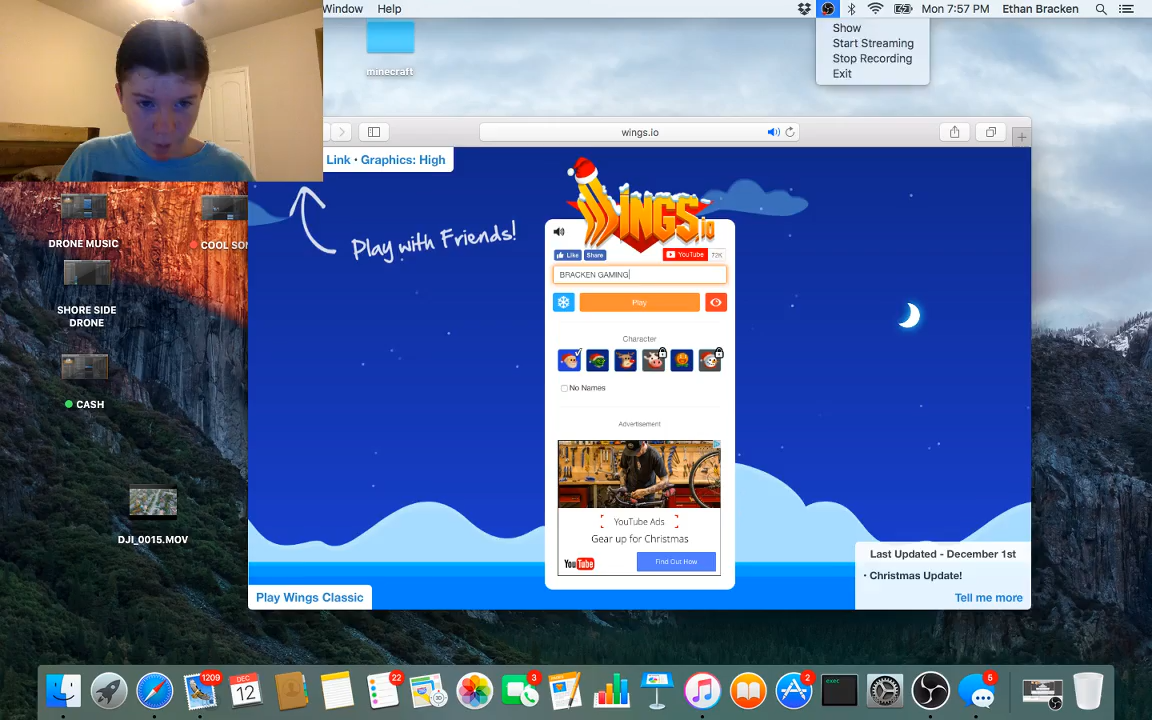 Window Help
Mon 7:57 PM Ethan Bracken
Show
Start Streaming
Stop Recording
Exit
minecraft
wings.io
Link • Graphics: High
Play with Friends!
WINGS.io
Like Share
YouTube 72K
BRACKEN GAMING
Play
Character
No Names
Advertisement
YouTube Ads
Gear up for Christmas
YouTube
Find Out How
Play Wings Classic
Last Updated - December 1st
• Christmas Update!
Tell me more
DRONE MUSIC
COOL SON
SHORE SIDE
DRONE
CASH
DJI_0015.MOV
1209
DEC
12
22
3
2
exec
6